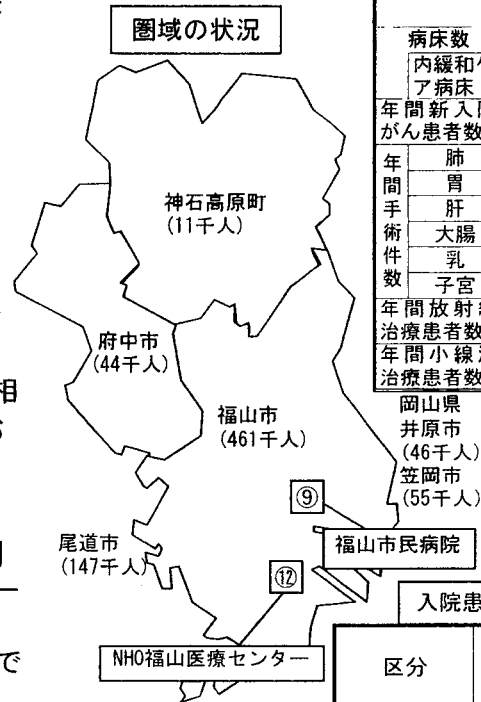 圏域の状況
神石高原町
(11千人)
府中市
(44千人)
福山市
(461千人)
尾道市
(147千人)
岡山県
井原市
(46千人)
笠岡市
(55千人)
⑨
福山市民病院
⑫
NHO福山医療センター
病床数
内緩和ケ
ア病床
年間新入院
がん患者数
年間手術件数
肺
胃
肝
大腸
乳
子宮
年間放射線
治療患者数
年間小線源
治療患者数
入院患
区分
相
で